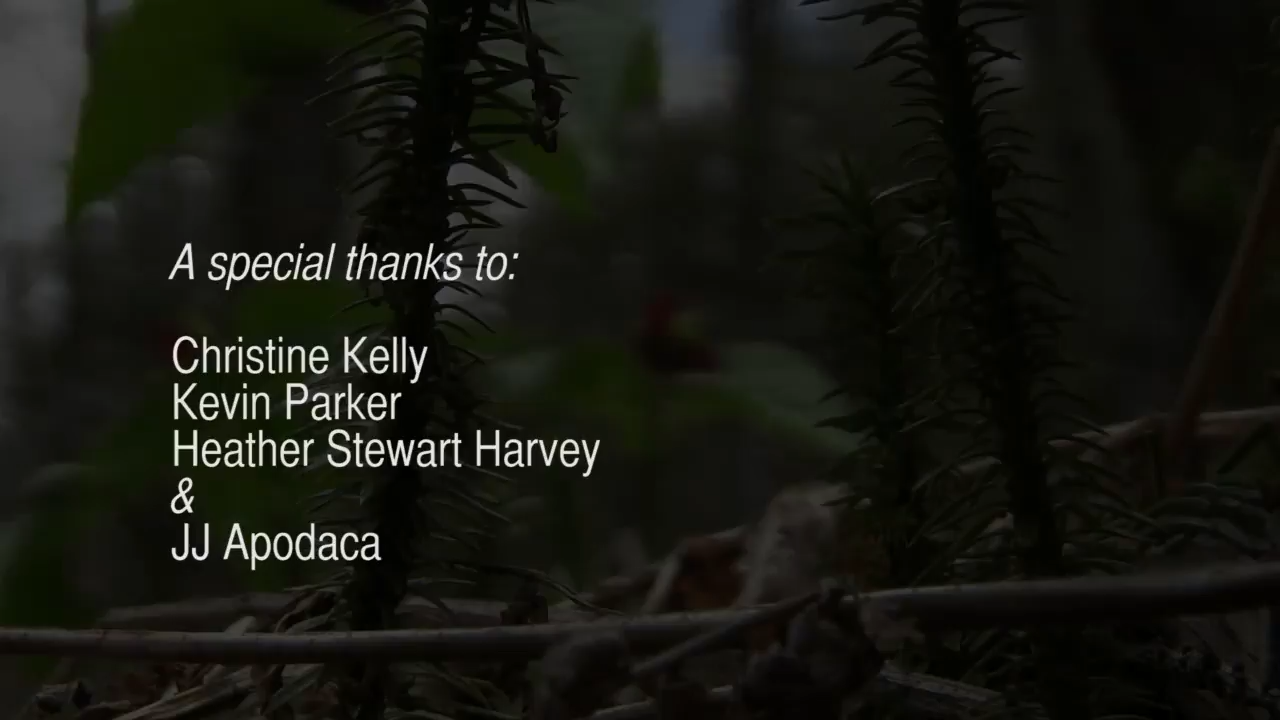 A special thanks to:
Christine Kelly
Kevin Parker
Heather Stewart Harvey
&
JJ Apodaca